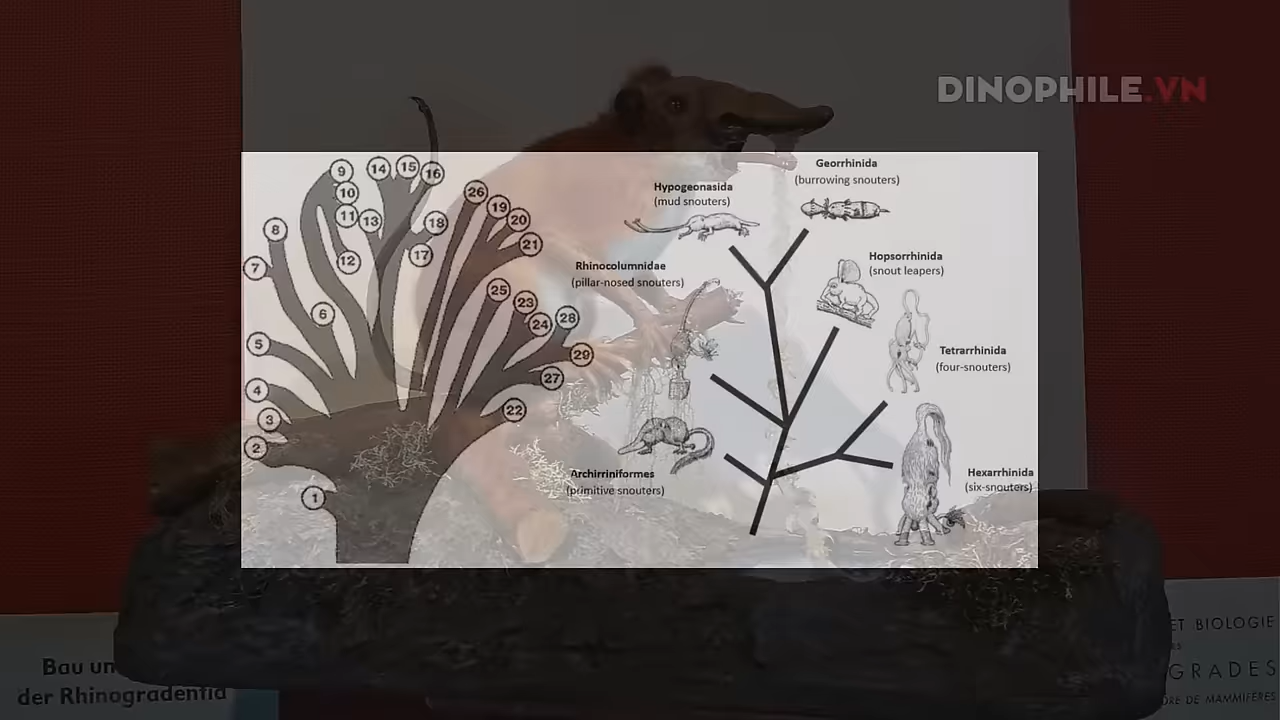 DINOPHILE.VN
Georrhinida
(burrowing snouters)
Hypogeonasida
(mud snouters)
Hopsorrhinida
(snout leapers)
Rhinocolumnidae
(pillar-nosed snouters)
Tetrarrhinida
(four-snouters)
Archirriniformes
(primitive snouters)
Hexarrhinida
(six-snouters)
9
14
15
16
10
26
11
13
19
20
8
18
21
12
17
7
25
23
6
24
28
5
29
27
4
22
3
2
1
Bau un
der Rhinogradentia
ET BIOLOGIE
GRADES
DRE DE MAMMIFÈRES